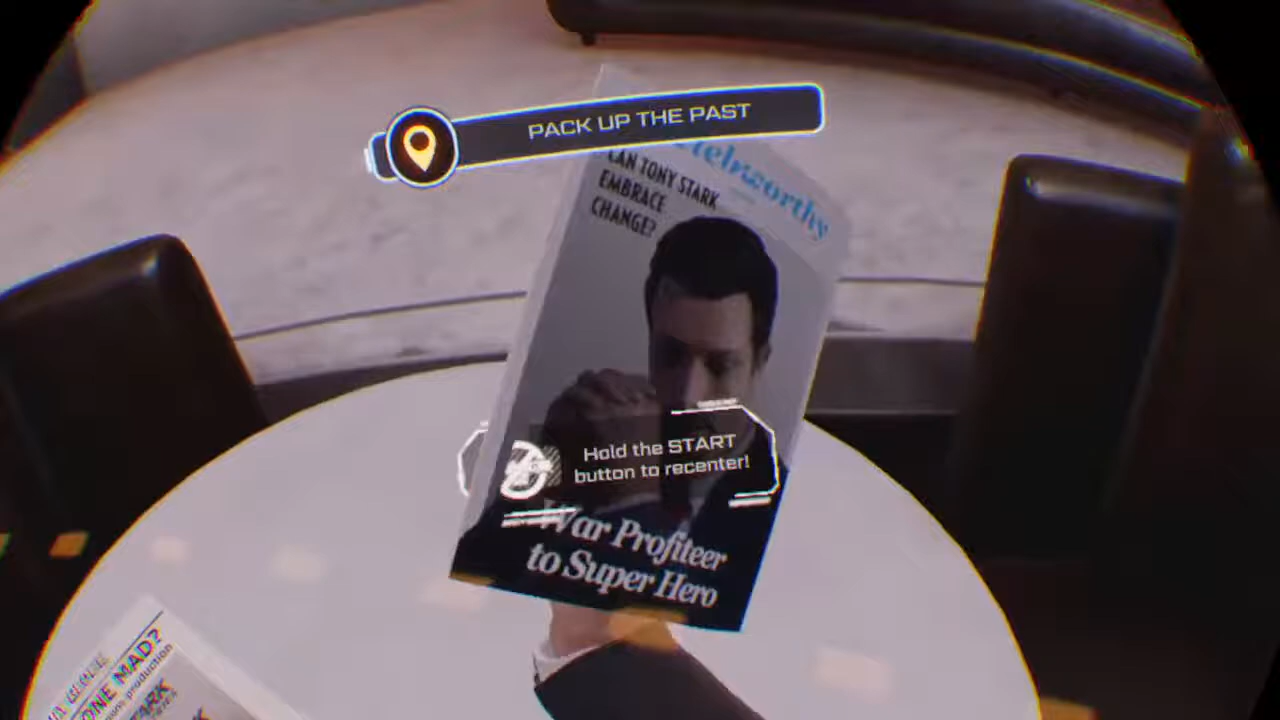 PACK UP THE PAST
CAN TONY STARK
EMBRACE
CHANGE?
Hold the START
button to recenter!
War Profiteer
to Super Hero
ONE MAD?
production